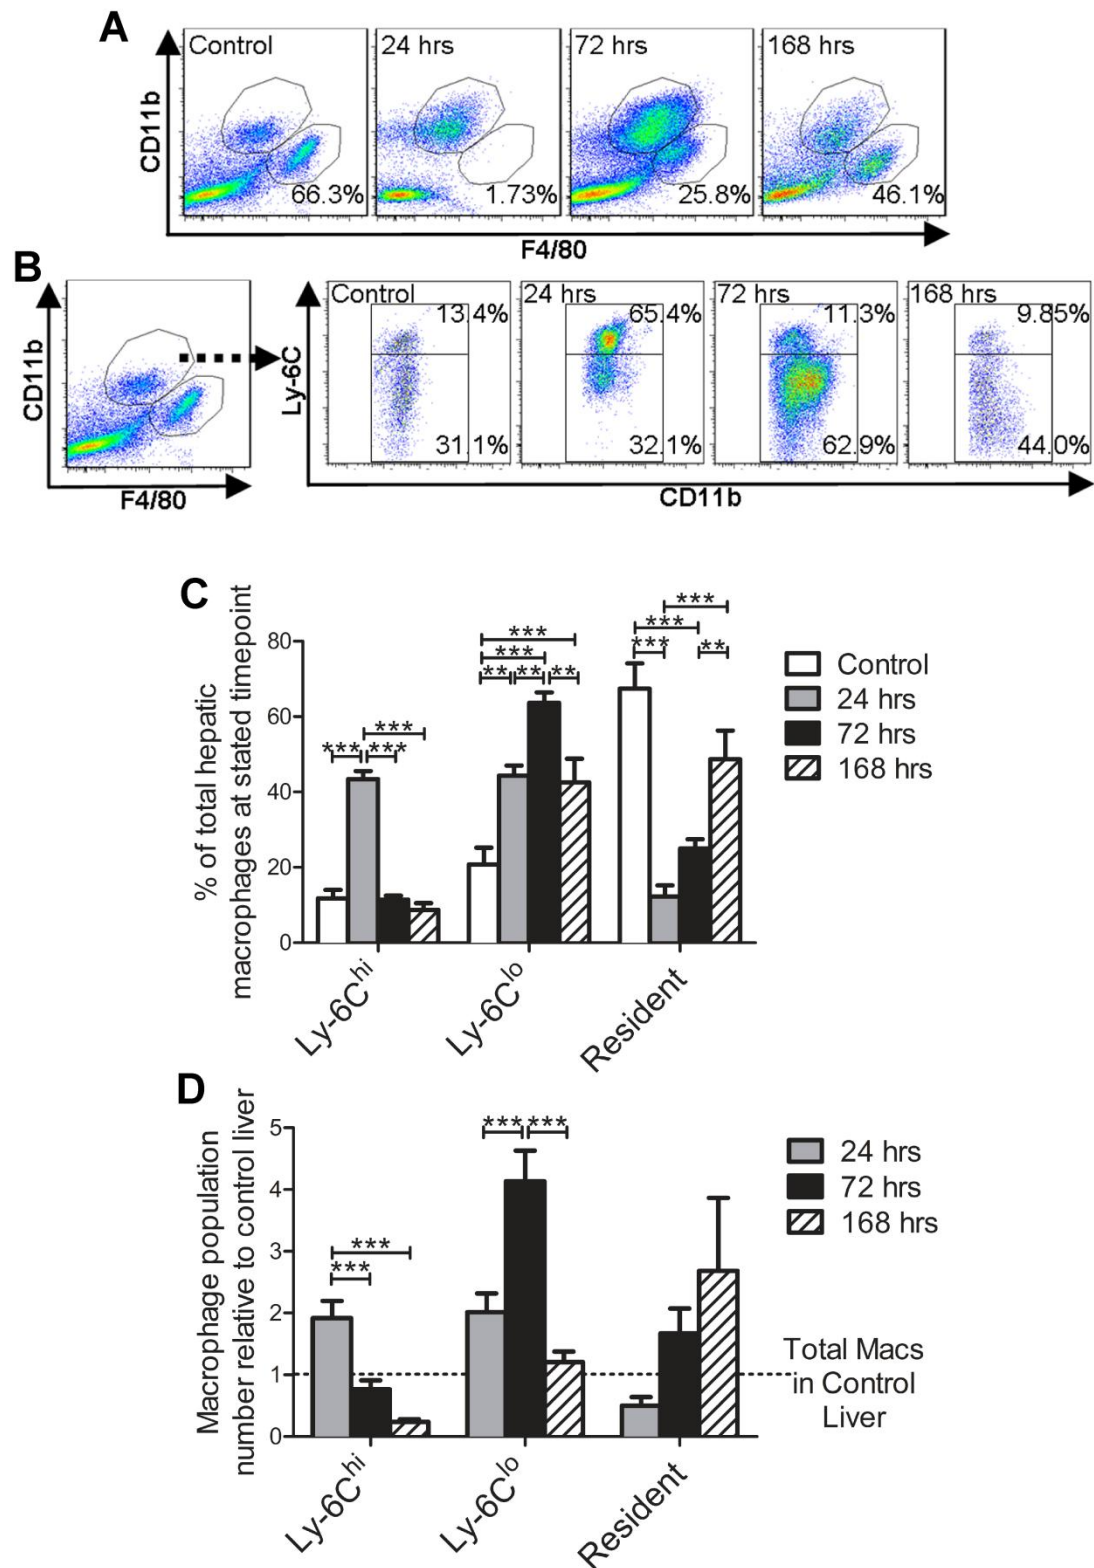 A
Control
24 hrs
72 hrs
168 hrs
CD11b
66.3%
1.73%
25.8%
46.1%
F4/80
B
CD11b
F4/80
Ly-6C
Control
24 hrs
72 hrs
168 hrs
13.4%
65.4%
11.3%
9.85%
31.1%
32.1%
62.9%
44.0%
CD11b
C
% of total hepatic
macrophages at stated timepoint
80
60
40
20
0
***
***
***
***
***
**
**
**
***
***
***
**
Control
24 hrs
72 hrs
168 hrs
Ly-6Chi
Ly-6Clo
Resident
D
Macrophage population
number relative to control liver
5
4
3
2
1
0
***
***
***
***
24 hrs
72 hrs
168 hrs
Total Macs
in Control
Liver
Ly-6Chi
Ly-6Clo
Resident